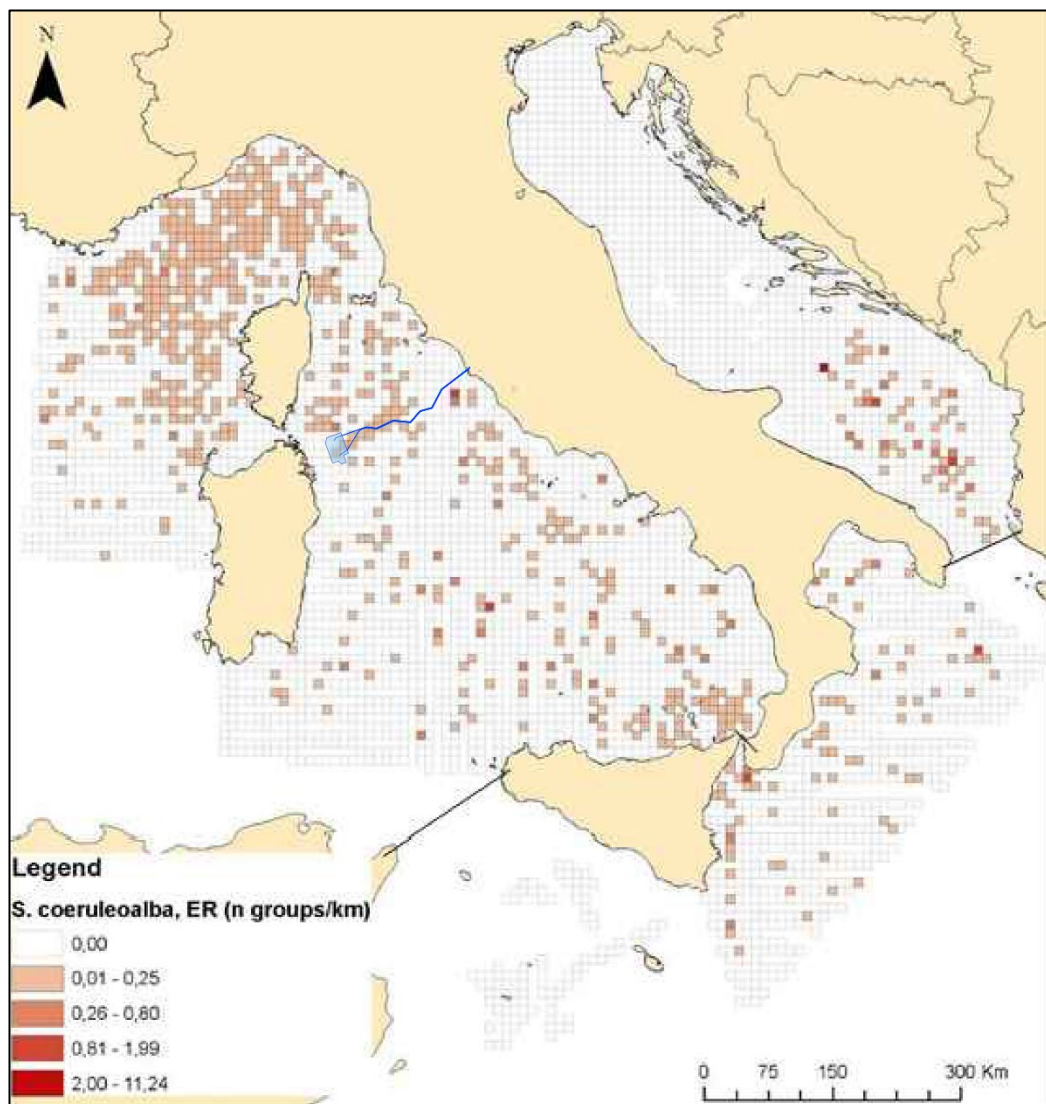 N
Legend
S. coeruleoalba, ER (n groups/km)
0,00
0,01 - 0,25
0,26 - 0,80
0,81 - 1,99
2,00 - 11,24
0 75 150 300 Km